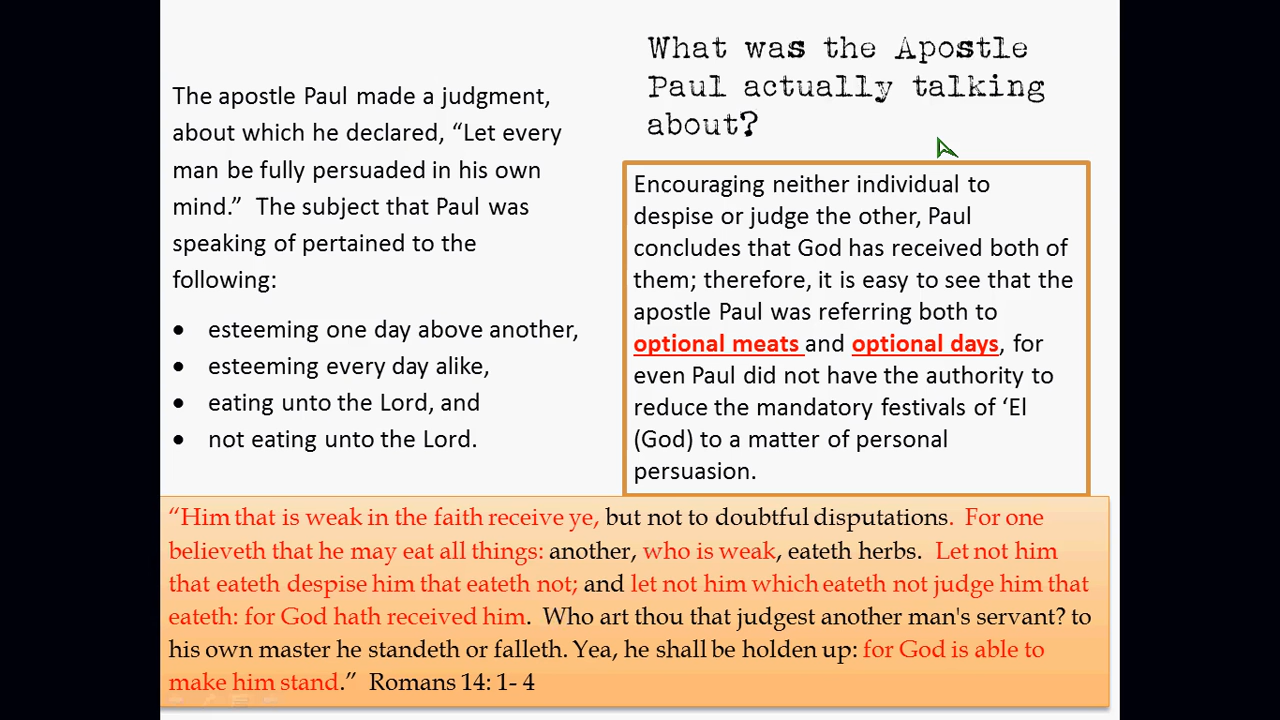 The apostle Paul made a judgment,
about which he declared, “Let every
man be fully persuaded in his own
mind.”  The subject that Paul was
speaking of pertained to the
following:
• esteeming one day above another,
• esteeming every day alike,
• eating unto the Lord, and
• not eating unto the Lord.
What was the Apostle
Paul actually talking
about?
Encouraging neither individual to
despise or judge the other, Paul
concludes that God has received both of
them; therefore, it is easy to see that the
apostle Paul was referring both to
optional meats and optional days, for
even Paul did not have the authority to
reduce the mandatory festivals of ‘El
(God) to a matter of personal
persuasion.
“Him that is weak in the faith receive ye, but not to doubtful disputations.  For one
believeth that he may eat all things: another, who is weak, eateth herbs.  Let not him
that eateth despise him that eateth not; and let not him which eateth not judge him that
eateth: for God hath received him.  Who art thou that judgest another man's servant? to
his own master he standeth or falleth. Yea, he shall be holden up: for God is able to
make him stand.”  Romans 14: 1- 4